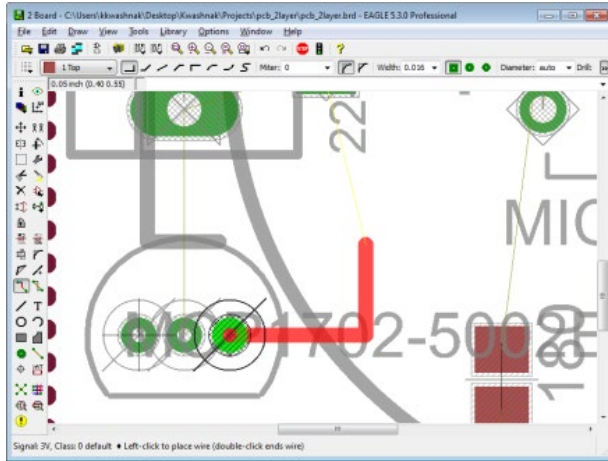 2 Board - C:\Users\kkwashnak\Desktop\Kwashnak\Projects\pcb_2layer\pcb_2layer.brd - EAGLE 5.3.0 Professional
File Edit Draw View Tools Library Options Window Help
1 Top Miter: 0 Width: 0.016 Diameter: auto Drill:
0.05 inch (0.40 0.55)
22
MIC
MCP1702-5002E
180
Signal: 3V, Class: 0 default ♦ Left-click to place wire (double-click ends wire)